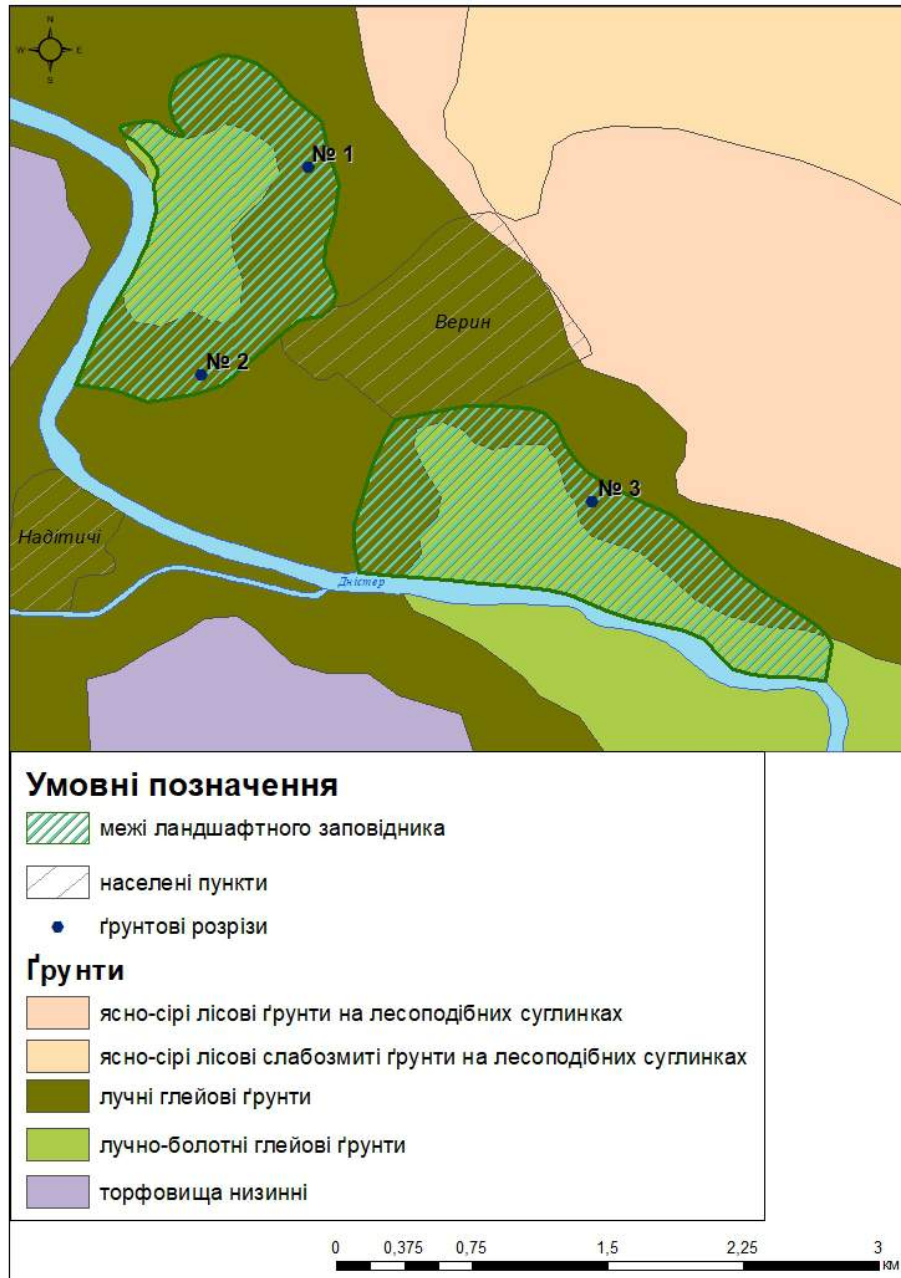 N
W E
S
№ 1
Верин
№ 2
№ 3
Надітичі
Дністер
Умовні позначення
межі ландшафтного заповідника
населені пункти
ґрунтові розрізи
Ґрунти
ясно-сірі лісові ґрунти на лесоподібних суглинках
ясно-сірі лісові слабозмиті ґрунти на лесоподібних суглинках
лучні глейові ґрунти
лучно-болотні глейові ґрунти
торфовища низинні
0 0,375 0,75 1,5 2,25 3
км